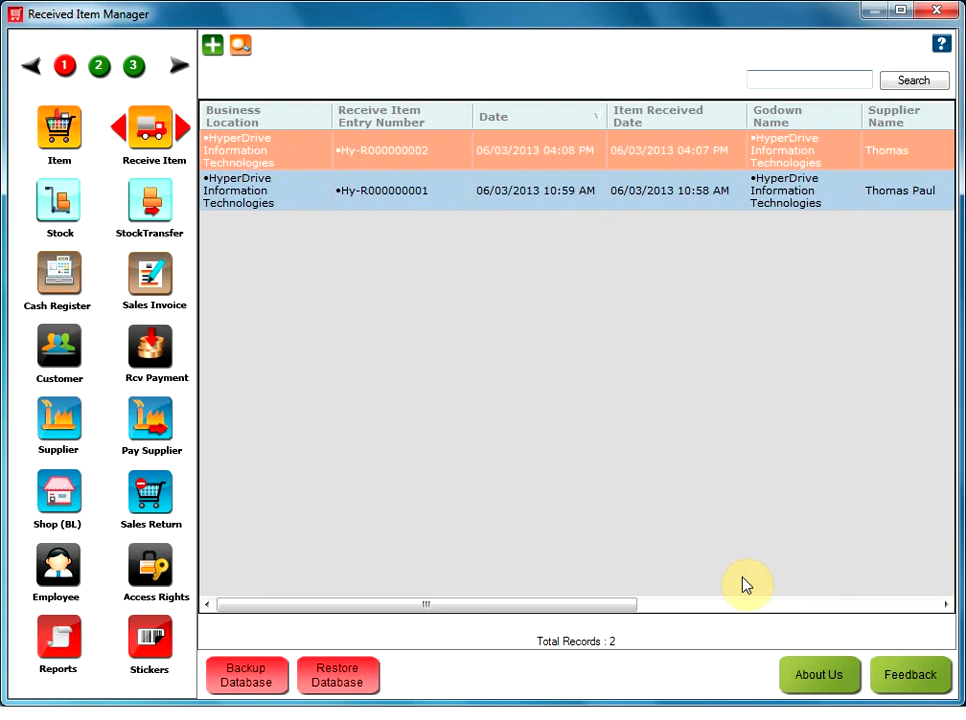 Received Item Manager
1 2 3
Item
Receive Item
Stock
StockTransfer
Cash Register
Sales Invoice
Customer
Rcv Payment
Supplier
Pay Supplier
Shop (BL)
Sales Return
Employee
Access Rights
Reports
Stickers
?
Search
Business Location
Receive Item Entry Number
Date
Item Received Date
Godown Name
Supplier Name
•HyperDrive Information Technologies
•Hy-R000000002
06/03/2013 04:08 PM
06/03/2013 04:07 PM
•HyperDrive Information Technologies
Thomas
•HyperDrive Information Technologies
•Hy-R000000001
06/03/2013 10:59 AM
06/03/2013 10:58 AM
•HyperDrive Information Technologies
Thomas Paul
Total Records : 2
Backup Database
Restore Database
About Us
Feedback